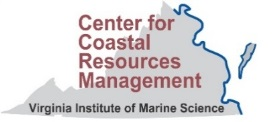 Center for
Coastal
Resources
Management
Virginia Institute of Marine Science